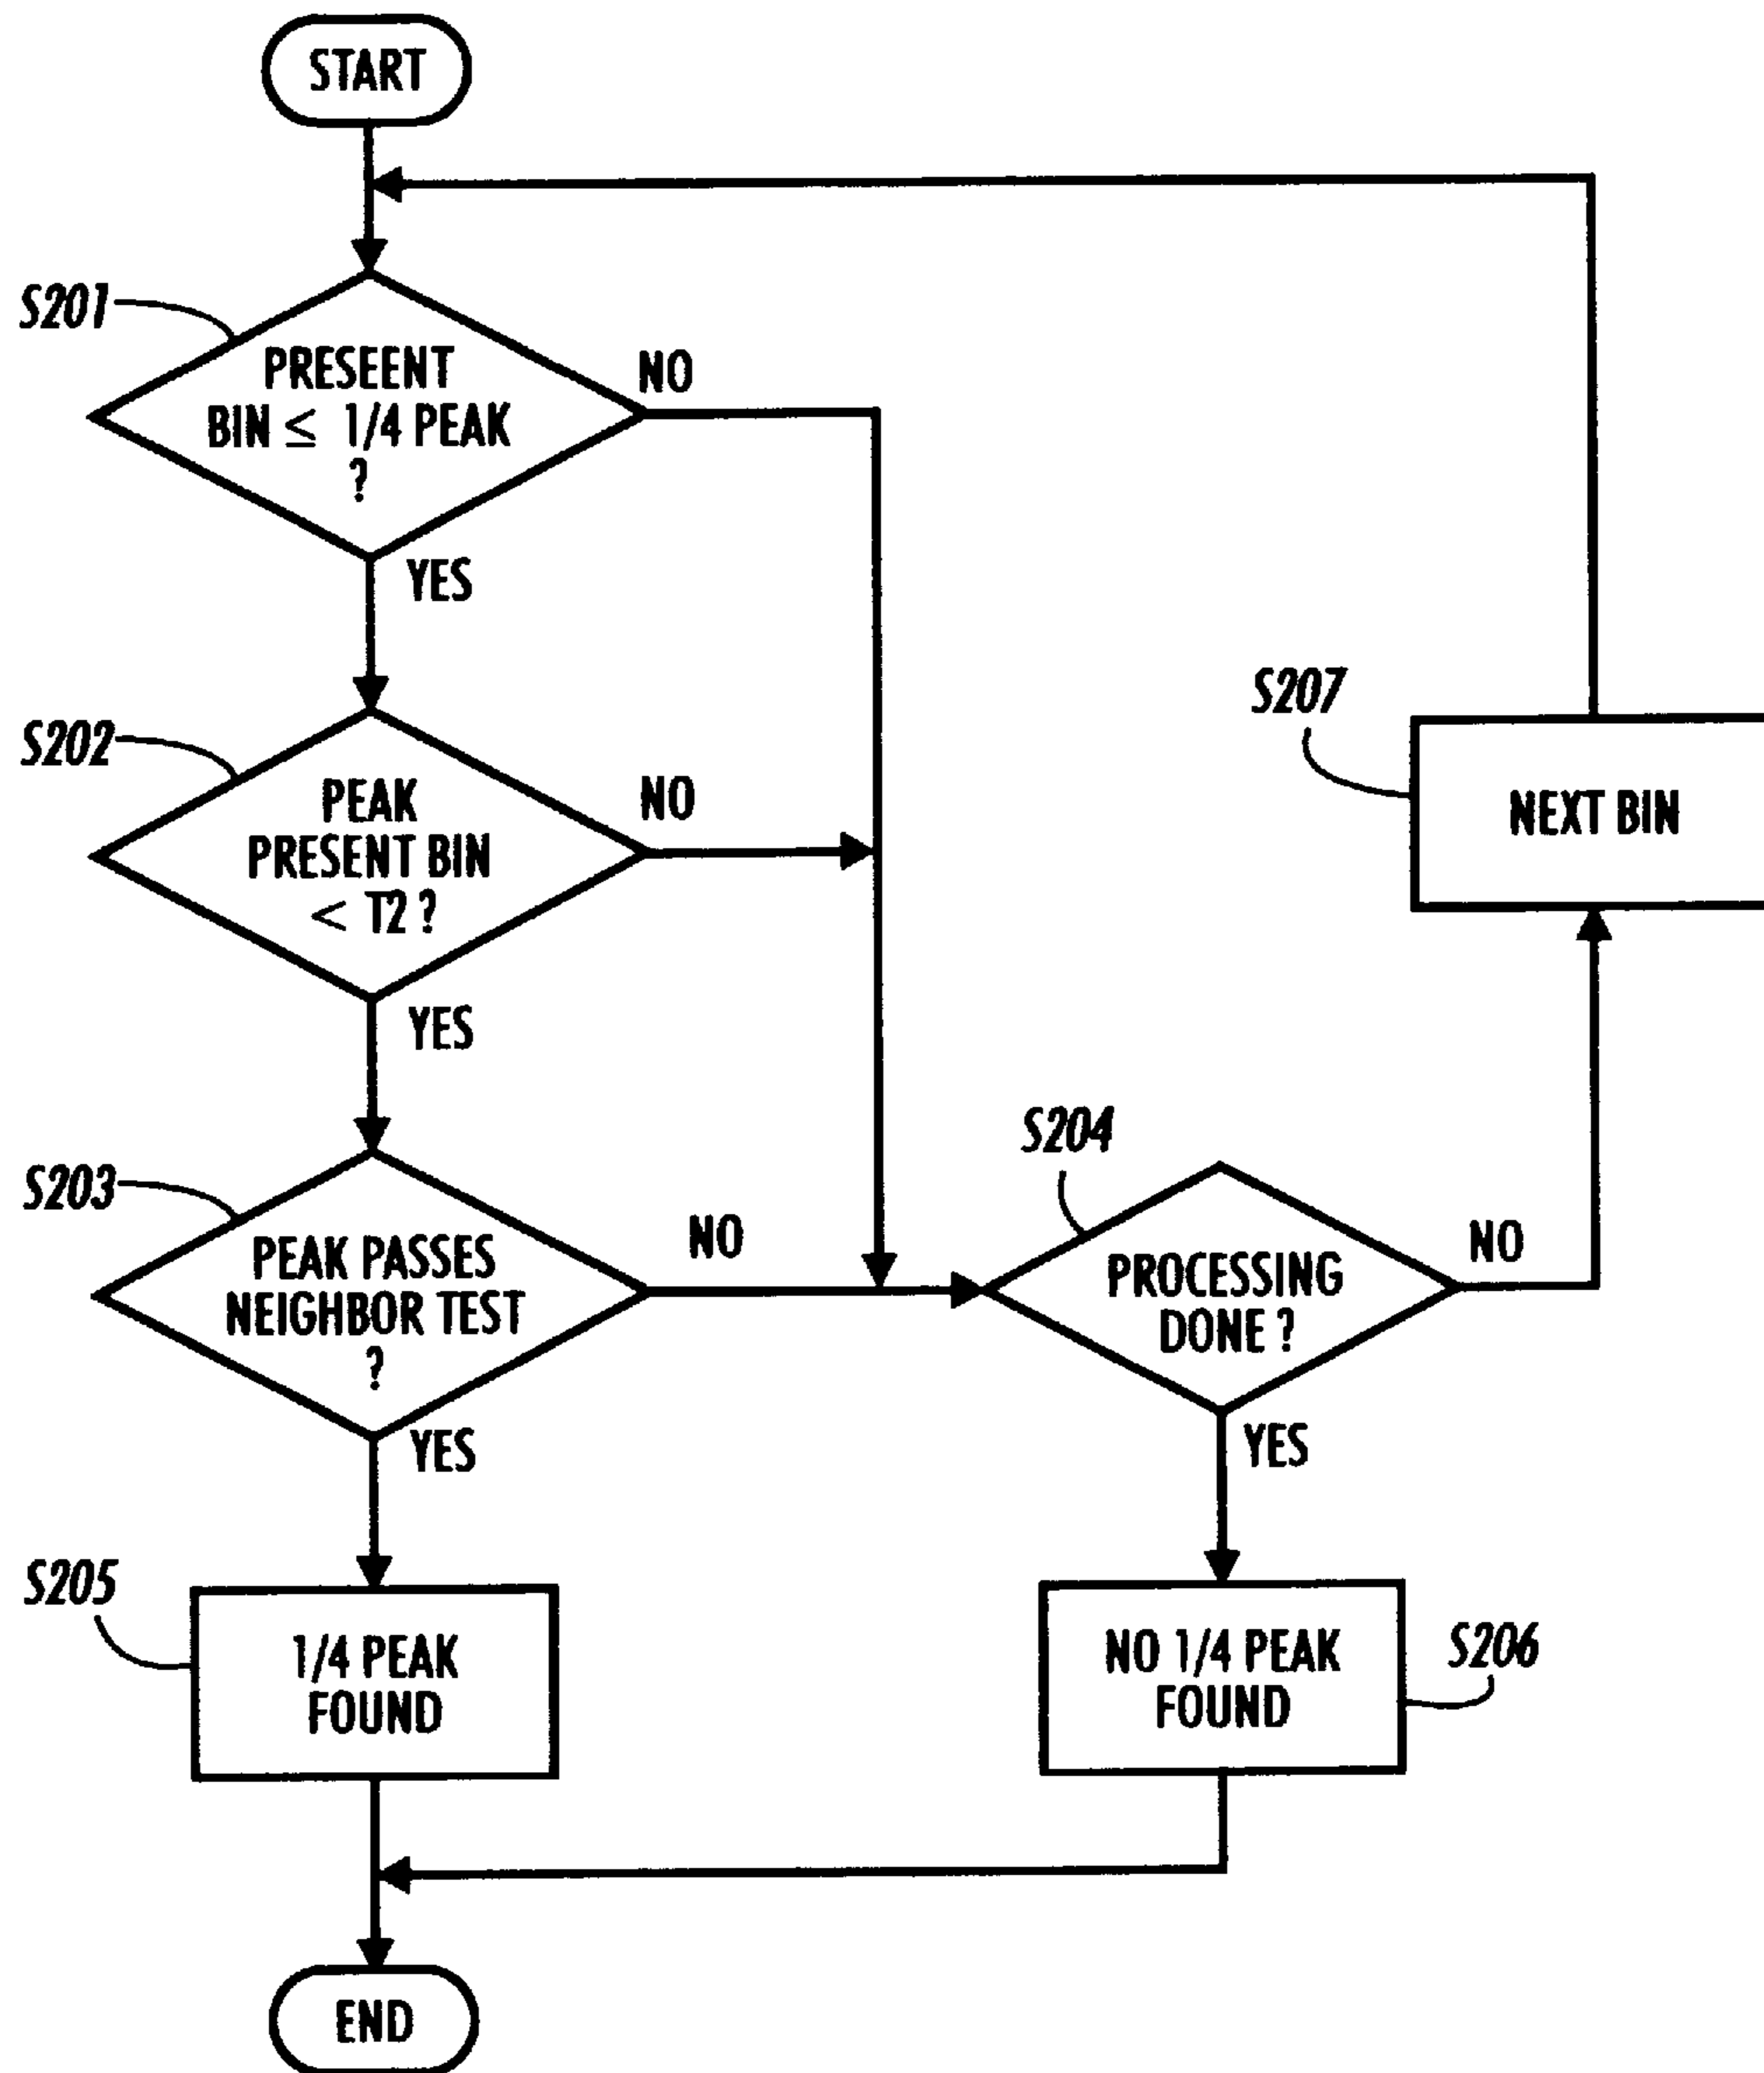 START
S201
PRESEENT
BIN ≤ 1/4 PEAK
?
NO
YES
S202
PEAK
PRESENT BIN
< T2 ?
NO
YES
S207
NEXT BIN
S203
PEAK PASSES
NEIGHBOR TEST
?
NO
YES
S204
PROCESSING
DONE ?
NO
YES
S205
1/4 PEAK
FOUND
NO 1/4 PEAK
FOUND
S206
END